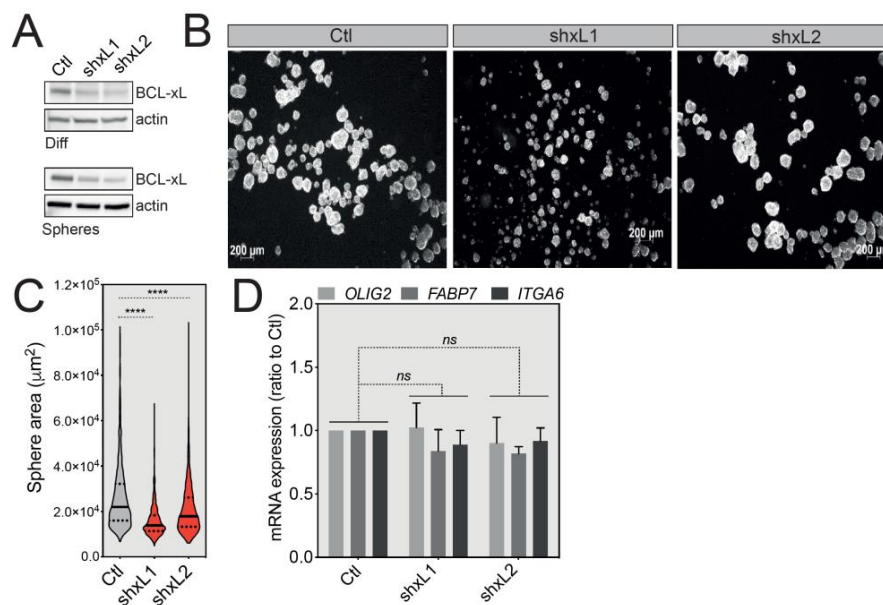 A
Ctl
shxL1
shxL2
BCL-xL
actin
Diff
BCL-xL
actin
Spheres
B
Ctl
shxL1
shxL2
200 µm
200 µm
200 µm
C
Sphere area (µm²)
1.2×10⁵
1.0×10⁵
8.0×10⁴
6.0×10⁴
4.0×10⁴
2.0×10⁴
0.0
****
****
Ctl
shxL1
shxL2
D
OLIG2 FABP7 ITGA6
mRNA expression (ratio to Ctl)
2.0
1.5
1.0
0.5
0.0
ns
ns
Ctl
shxL1
shxL2